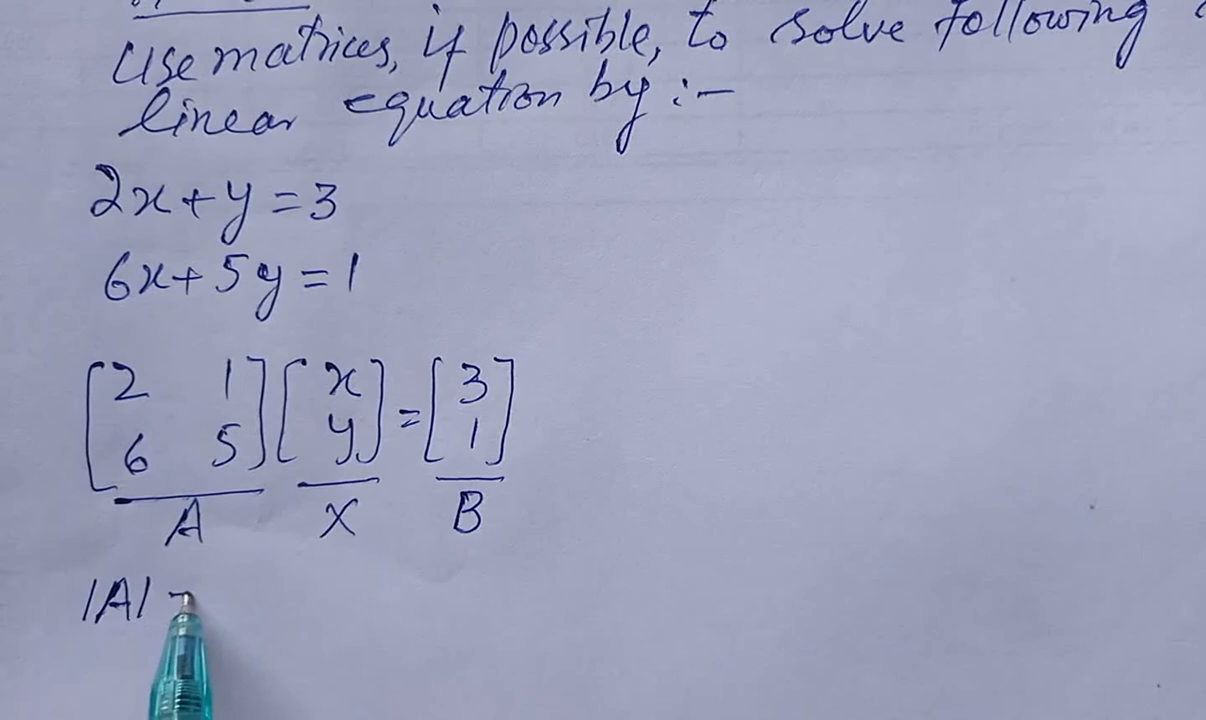 Use matrices, if possible, to solve following
linear equation by :-
2x+y=3
6x+5y=1
[2 1] [x] = [3]
[6 5] [y] [1]
A X B
|A| -